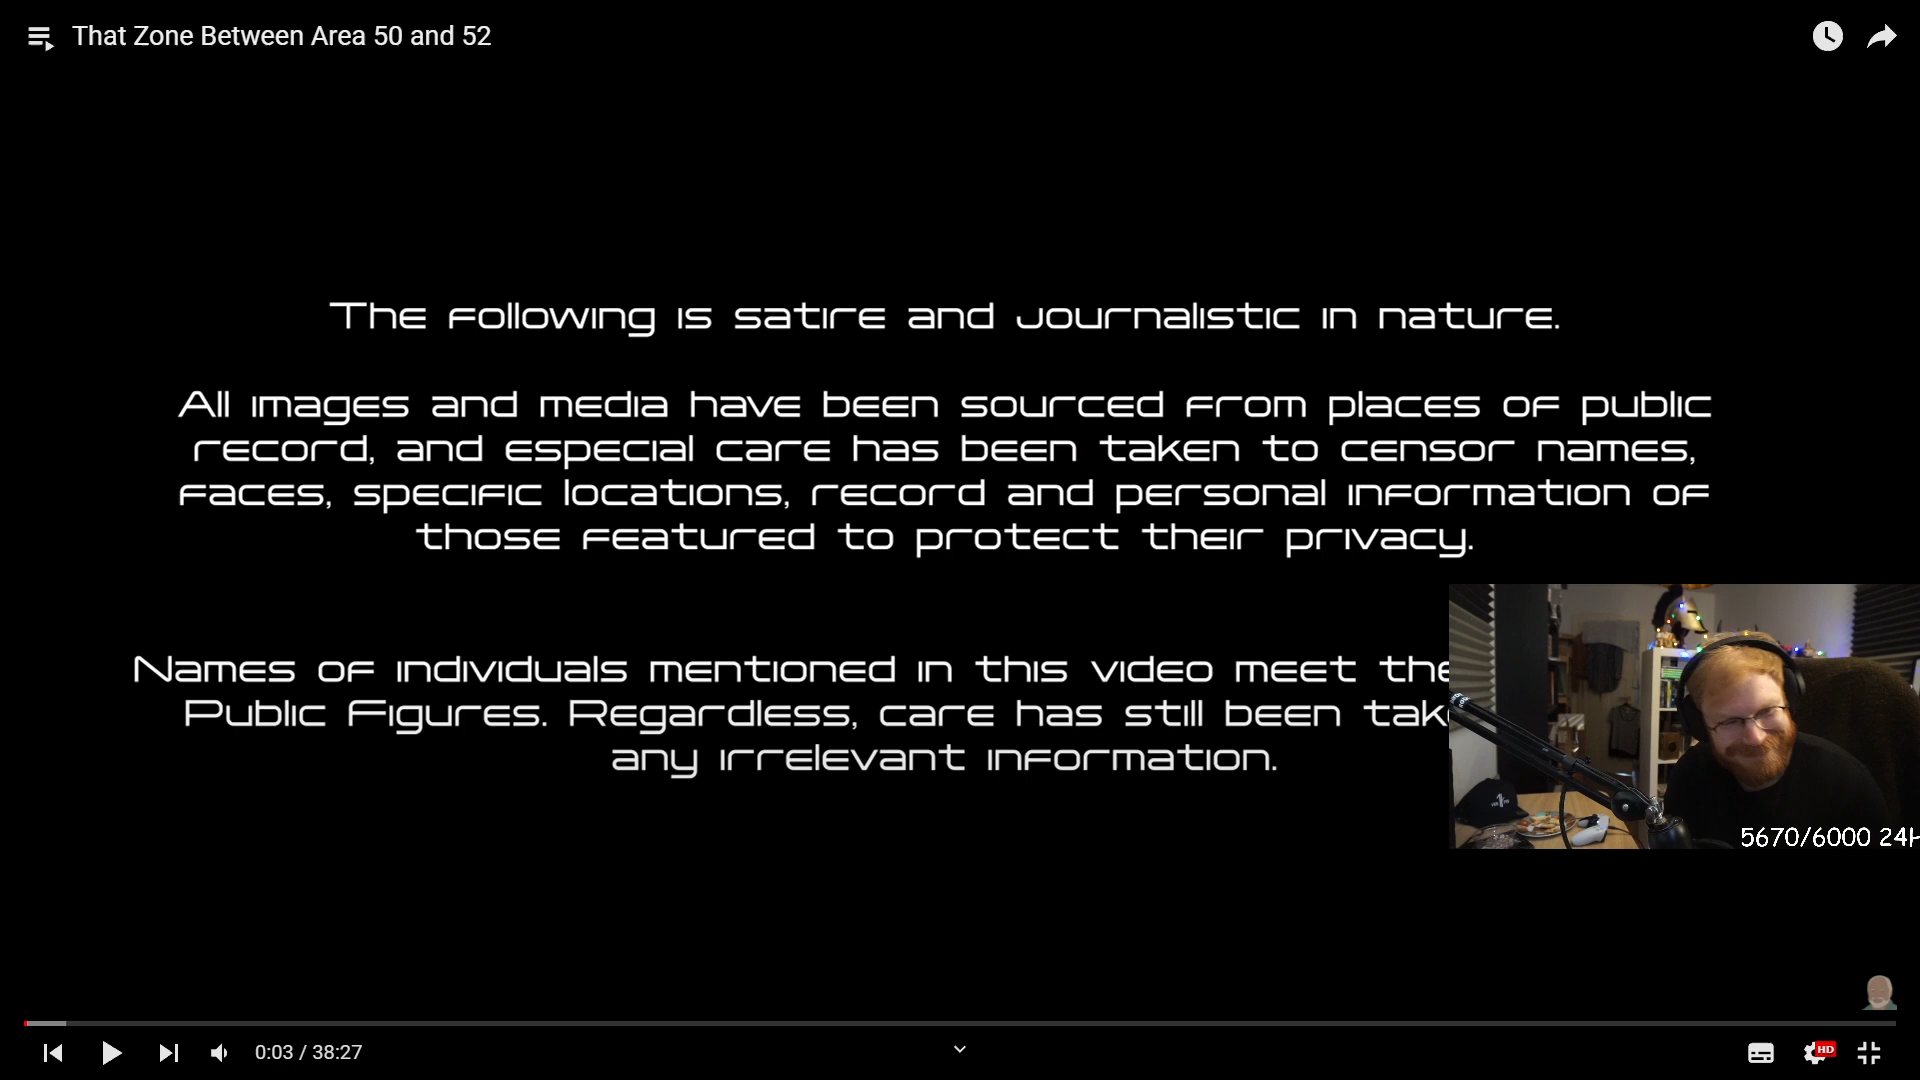 That Zone Between Area 50 and 52
The following is satire and journalistic in nature.
All images and media have been sourced from places of public
record, and especial care has been taken to censor names,
faces, specific locations, record and personal information of
those featured to protect their privacy.
Names of individuals mentioned in this video meet the
Public Figures. Regardless, care has still been
any irrelevant information.
5670/6000 24H
0:03 / 38:27
HD